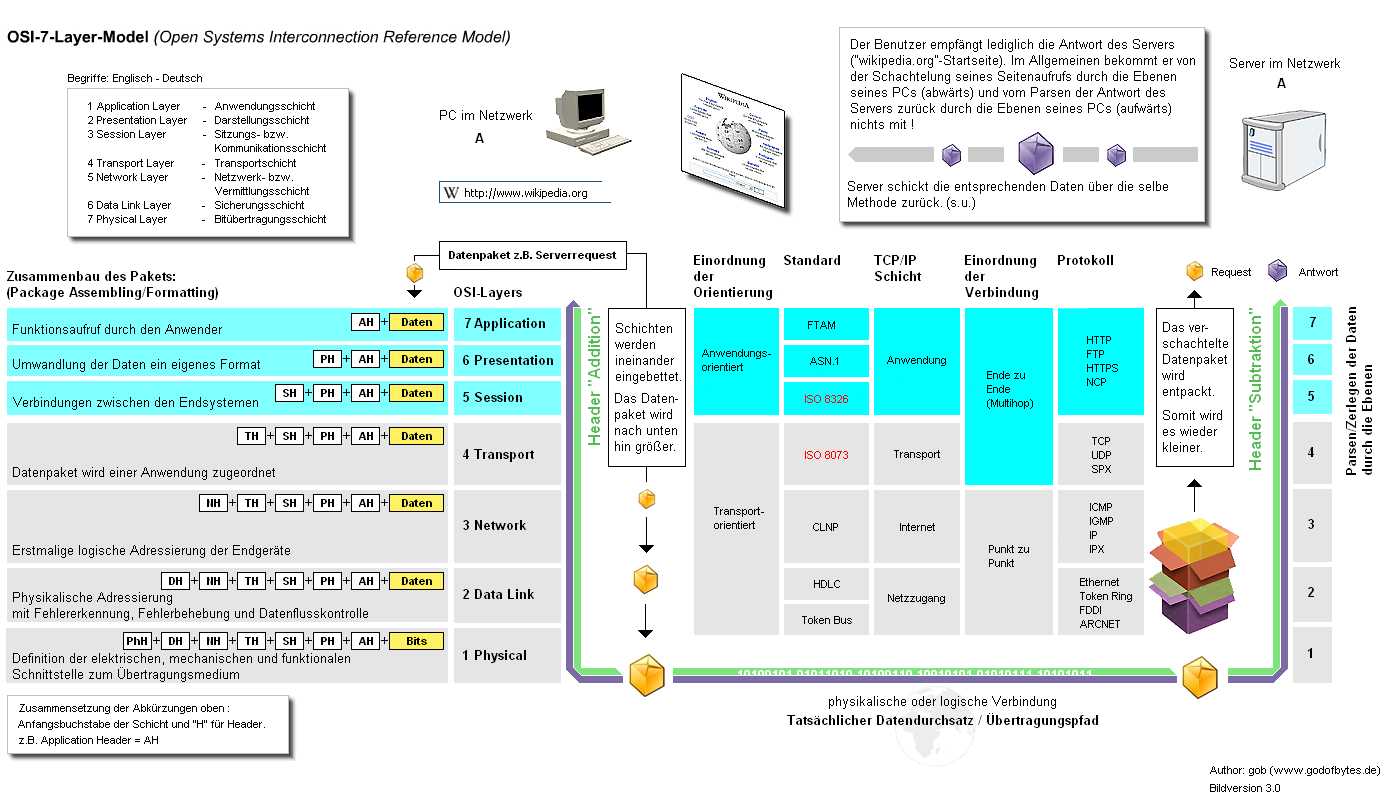 OSI-7-Layer-Model (Open Systems Interconnection Reference Model)
Begriffe: Englisch - Deutsch
1 Application Layer - Anwendungsschicht
2 Presentation Layer - Darstellungsschicht
3 Session Layer - Sitzungs- bzw.
Kommunikationsschicht
4 Transport Layer - Transportschicht
5 Network Layer - Netzwerk- bzw.
Vermittlungsschicht
6 Data Link Layer - Sicherungsschicht
7 Physical Layer - Bitübertragungsschicht
PC im Netzwerk
A
W http://www.wikipedia.org
WIKIPEDIA
Der Benutzer empfängt lediglich die Antwort des Servers
("wikipedia.org"-Startseite). Im Allgemeinen bekommt er von
der Schachtelung seines Seitenaufrufs durch die Ebenen
seines PCs (abwärts) und vom Parsen der Antwort des
Servers zurück durch die Ebenen seines PCs (aufwärts)
nichts mit !
Server schickt die entsprechenden Daten über die selbe
Methode zurück. (s.u.)
Server im Netzwerk
A
Datenpaket z.B. Serverrequest
Zusammenbau des Pakets:
(Package Assembling/Formatting)
OSI-Layers
Einordnung
der
Orientierung
Standard
TCP/IP
Schicht
Einordnung
der
Verbindung
Protokoll
Request
Antwort
AH + Daten
Funktionsaufruf durch den Anwender
7 Application
PH + AH + Daten
Umwandlung der Daten ein eigenes Format
6 Presentation
SH + PH + AH + Daten
Verbindungen zwischen den Endsystemen
5 Session
TH + SH + PH + AH + Daten
Datenpaket wird einer Anwendung zugeordnet
4 Transport
NH + TH + SH + PH + AH + Daten
Erstmalige logische Adressierung der Endgeräte
3 Network
DH + NH + TH + SH + PH + AH + Daten
Physikalische Adressierung
mit Fehlererkennung, Fehlerbehebung und Datenflusskontrolle
2 Data Link
PhH + DH + NH + TH + SH + PH + AH + Bits
Definition der elektrischen, mechanischen und funktionalen
Schnittstelle zum Übertragungsmedium
1 Physical
Header "Addition"
Schichten
werden
ineinander
eingebettet.
Das Daten-
paket wird
nach unten
hin größer.
Anwendungs-
orientiert
Transport-
orientiert
FTAM
ASN.1
ISO 8326
ISO 8073
CLNP
HDLC
Token Bus
Anwendung
Transport
Internet
Netzzugang
Ende zu
Ende
(Multihop)
Punkt zu
Punkt
HTTP
FTP
HTTPS
NCP
TCP
UDP
SPX
ICMP
IGMP
IP
IPX
Ethernet
Token Ring
FDDI
ARCNET
Das ver-
schachtelte
Datenpaket
wird
entpackt.
Somit wird
es wieder
kleiner.
Header "Subtraktion"
7
6
5
4
3
2
1
Parsen/Zerlegen der Daten
durch die Ebenen
10100101 01011010 10100110 10010101 01010111 10101011
physikalische oder logische Verbindung
Tatsächlicher Datendurchsatz / Übertragungspfad
Zusammensetzung der Abkürzungen oben :
Anfangsbuchstabe der Schicht und "H" für Header.
z.B. Application Header = AH
Author: gob (www.godofbytes.de)
Bildversion 3.0